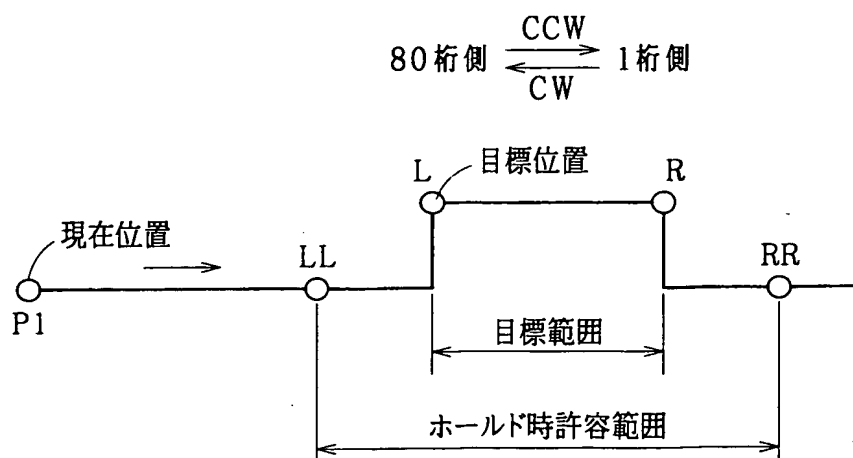 CCW
80桁側 1桁側
CW
L 目標位置 R
現在位置 LL RR
P1
目標範囲
ホールド時許容範囲